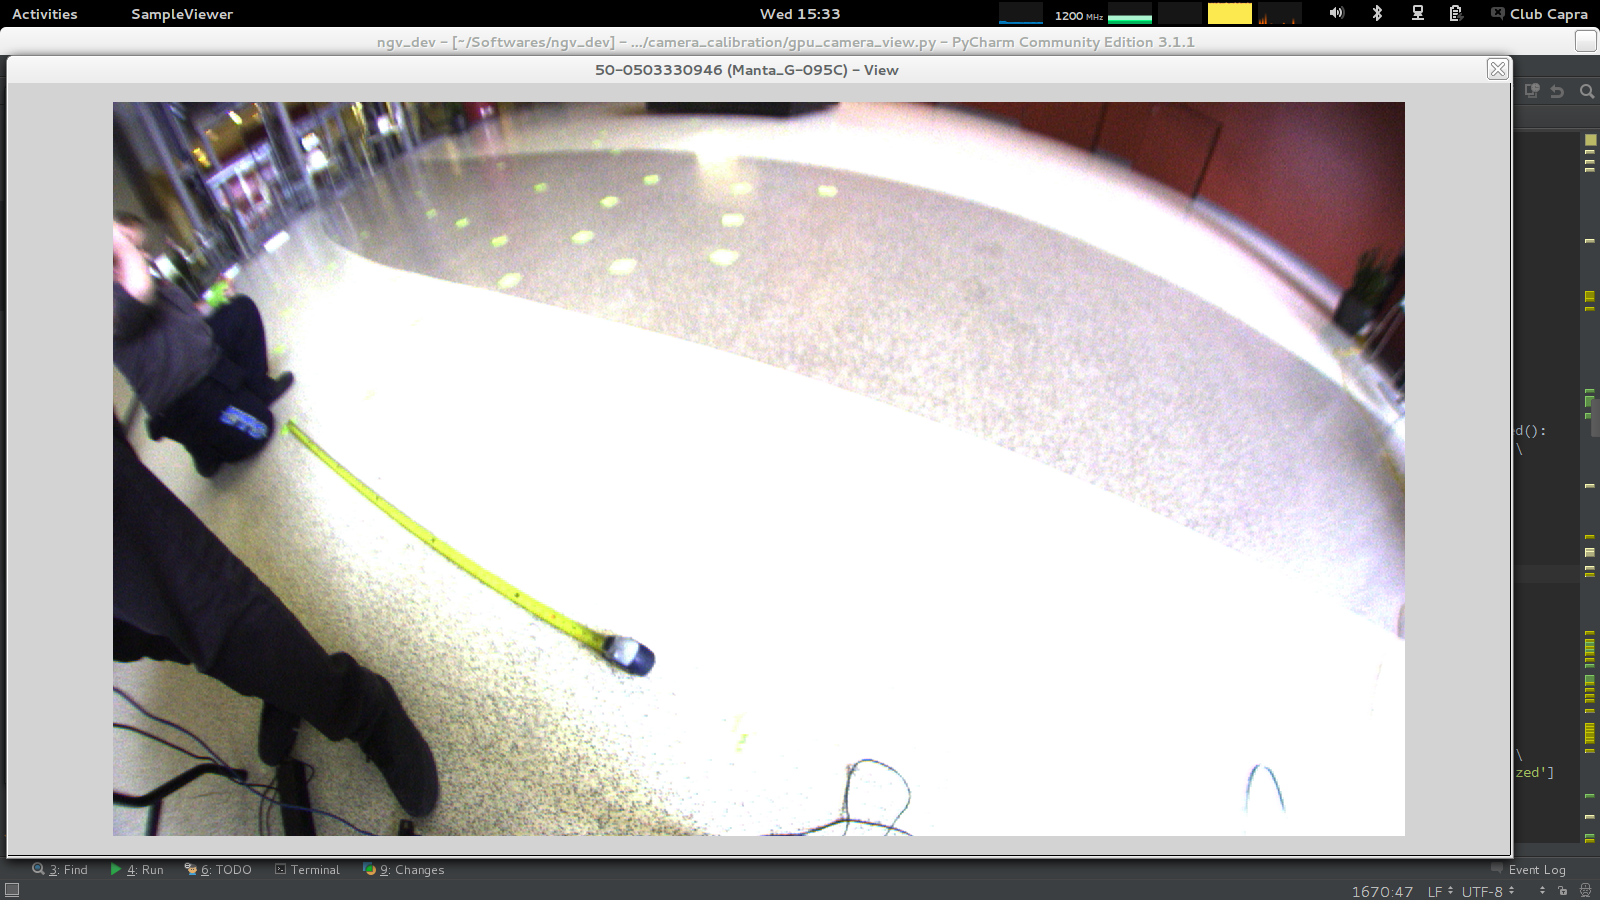 Activities SampleViewer Wed 15:33 1200 MHz Club Capra
ngv_dev - [~/Softwares/ngv_dev] - .../camera_calibration/gpu_camera_view.py - PyCharm Community Edition 3.1.1
50-0503330946 (Manta_G-095C) - View
ed():
\
\
zed']
3: Find 4: Run 6: TODO Terminal 9: Changes Event Log
1670:47 LF UTF-8